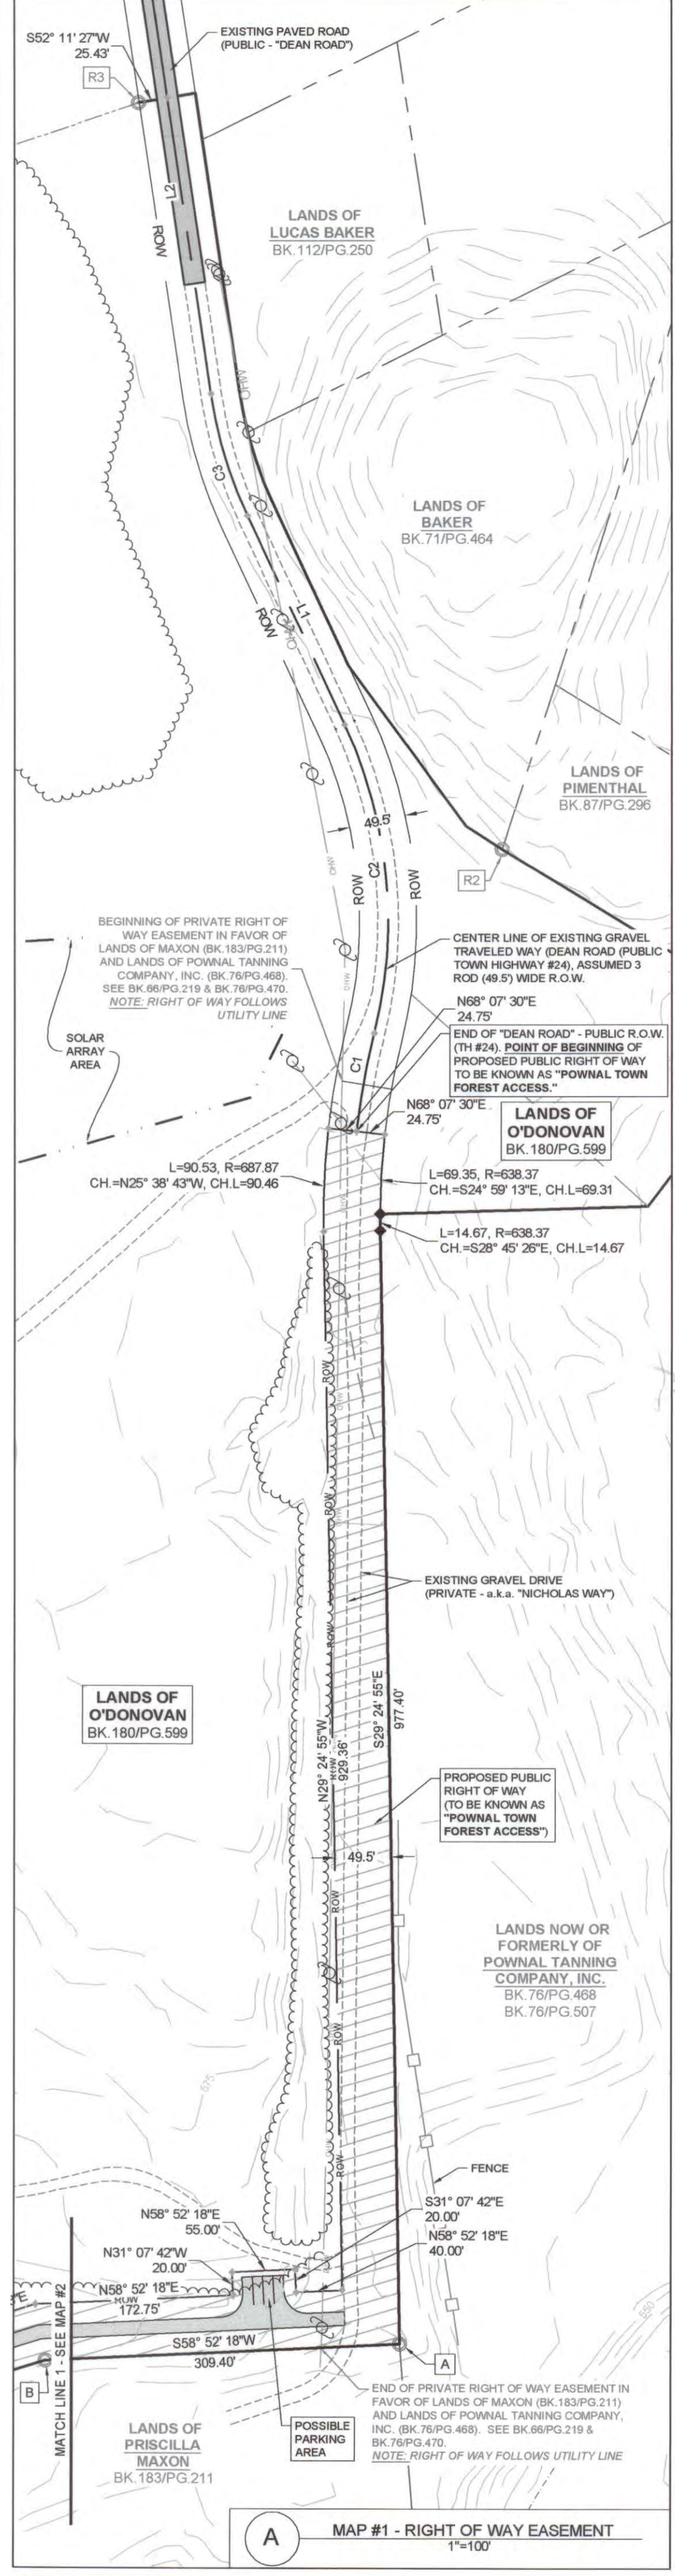 S52° 11' 27"W
25.43'
EXISTING PAVED ROAD
(PUBLIC - "DEAN ROAD")
R3
L2
ROW
LANDS OF
LUCAS BAKER
BK.112/PG.250
OHW
C3
LANDS OF
BAKER
BK.71/PG.464
L1
ROW
OHW
LANDS OF
PIMENTHAL
BK.87/PG.296
49.5'
C2
R2
ROW
ROW
OHW
BEGINNING OF PRIVATE RIGHT OF
WAY EASEMENT IN FAVOR OF
LANDS OF MAXON (BK.183/PG.211)
AND LANDS OF POWNAL TANNING
COMPANY, INC. (BK.76/PG.468).
SEE BK.66/PG.219 & BK.76/PG.470.
NOTE: RIGHT OF WAY FOLLOWS
UTILITY LINE
CENTER LINE OF EXISTING GRAVEL
TRAVELED WAY (DEAN ROAD (PUBLIC
TOWN HIGHWAY #24), ASSUMED 3
ROD (49.5') WIDE R.O.W.
OHW
N68° 07' 30"E
24.75'
SOLAR
ARRAY
AREA
END OF "DEAN ROAD" - PUBLIC R.O.W.
(TH #24). POINT OF BEGINNING OF
PROPOSED PUBLIC RIGHT OF WAY
TO BE KNOWN AS "POWNAL TOWN
FOREST ACCESS."
C1
N68° 07' 30"E
24.75'
LANDS OF
O'DONOVAN
BK.180/PG.599
L=90.53, R=687.87
CH.=N25° 38' 43"W, CH.L=90.46
L=69.35, R=638.37
CH.=S24° 59' 13"E, CH.L=69.31
OHW
L=14.67, R=638.37
CH.=S28° 45' 26"E, CH.L=14.67
ROW
OHW
ROW
OHW
EXISTING GRAVEL DRIVE
(PRIVATE - a.k.a. "NICHOLAS WAY")
ROW
LANDS OF
O'DONOVAN
BK.180/PG.599
S29° 24' 55"E
977.40'
N29° 24' 55"W
929.36'
ROW
PROPOSED PUBLIC
RIGHT OF WAY
(TO BE KNOWN AS
"POWNAL TOWN
FOREST ACCESS")
49.5'
ROW
LANDS NOW OR
FORMERLY OF
POWNAL TANNING
COMPANY, INC.
BK.76/PG.468
BK.76/PG.507
ROW
575
ROW
FENCE
N58° 52' 18"E
55.00'
S31° 07' 42"E
20.00'
N31° 07' 42"W
20.00'
N58° 52' 18"E
40.00'
N58° 52' 18"E
ROW
172.75'
560
S58° 52' 18"W
309.40'
A
B
MATCH LINE 1 - SEE MAP #2
END OF PRIVATE RIGHT OF WAY EASEMENT IN
FAVOR OF LANDS OF MAXON (BK.183/PG.211)
AND LANDS OF POWNAL TANNING COMPANY,
INC. (BK.76/PG.468). SEE BK.66/PG.219 &
BK.76/PG.470.
NOTE: RIGHT OF WAY FOLLOWS UTILITY LINE
POSSIBLE
PARKING
AREA
LANDS OF
PRISCILLA
MAXON
BK.183/PG.211
A
MAP #1 - RIGHT OF WAY EASEMENT
1"=100'